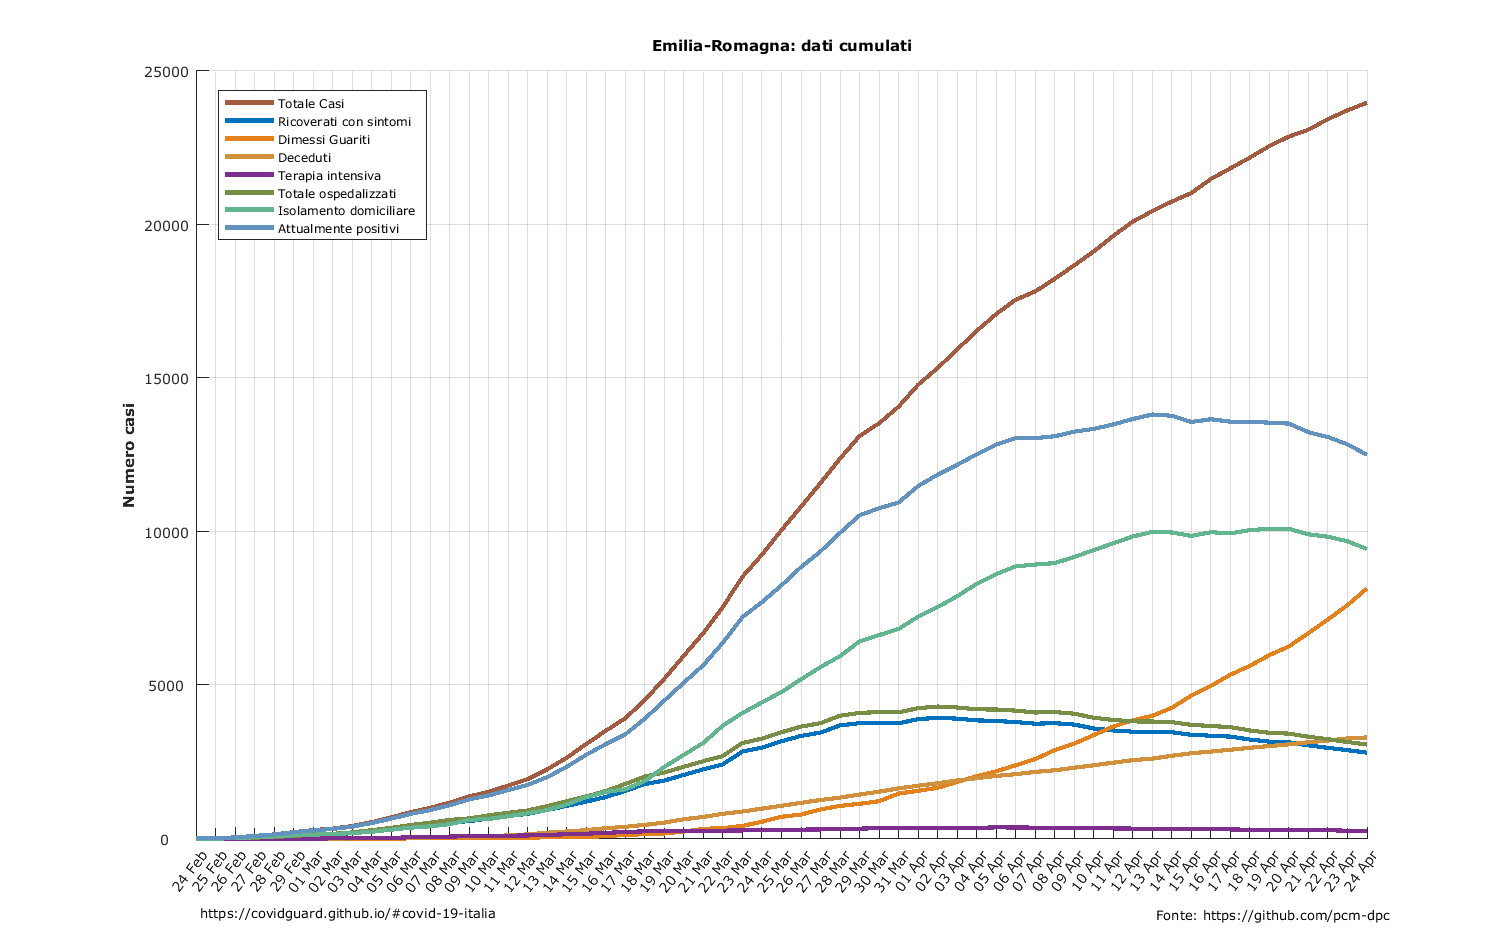 Emilia-Romagna: dati cumulati
25000
20000
15000
10000
5000
0
Numero casi
Totale Casi
Ricoverati con sintomi
Dimessi Guariti
Deceduti
Terapia intensiva
Totale ospedalizzati
Isolamento domiciliare
Attualmente positivi
24 Feb
25 Feb
26 Feb
27 Feb
28 Feb
29 Feb
01 Mar
02 Mar
03 Mar
04 Mar
05 Mar
06 Mar
07 Mar
08 Mar
09 Mar
10 Mar
11 Mar
12 Mar
13 Mar
14 Mar
15 Mar
16 Mar
17 Mar
18 Mar
19 Mar
20 Mar
21 Mar
22 Mar
23 Mar
24 Mar
25 Mar
26 Mar
27 Mar
28 Mar
29 Mar
30 Mar
31 Mar
01 Apr
02 Apr
03 Apr
04 Apr
05 Apr
06 Apr
07 Apr
08 Apr
09 Apr
10 Apr
11 Apr
12 Apr
13 Apr
14 Apr
15 Apr
16 Apr
17 Apr
18 Apr
19 Apr
20 Apr
21 Apr
22 Apr
23 Apr
24 Apr
https://covidguard.github.io/#covid-19-italia
Fonte: https://github.com/pcm-dpc